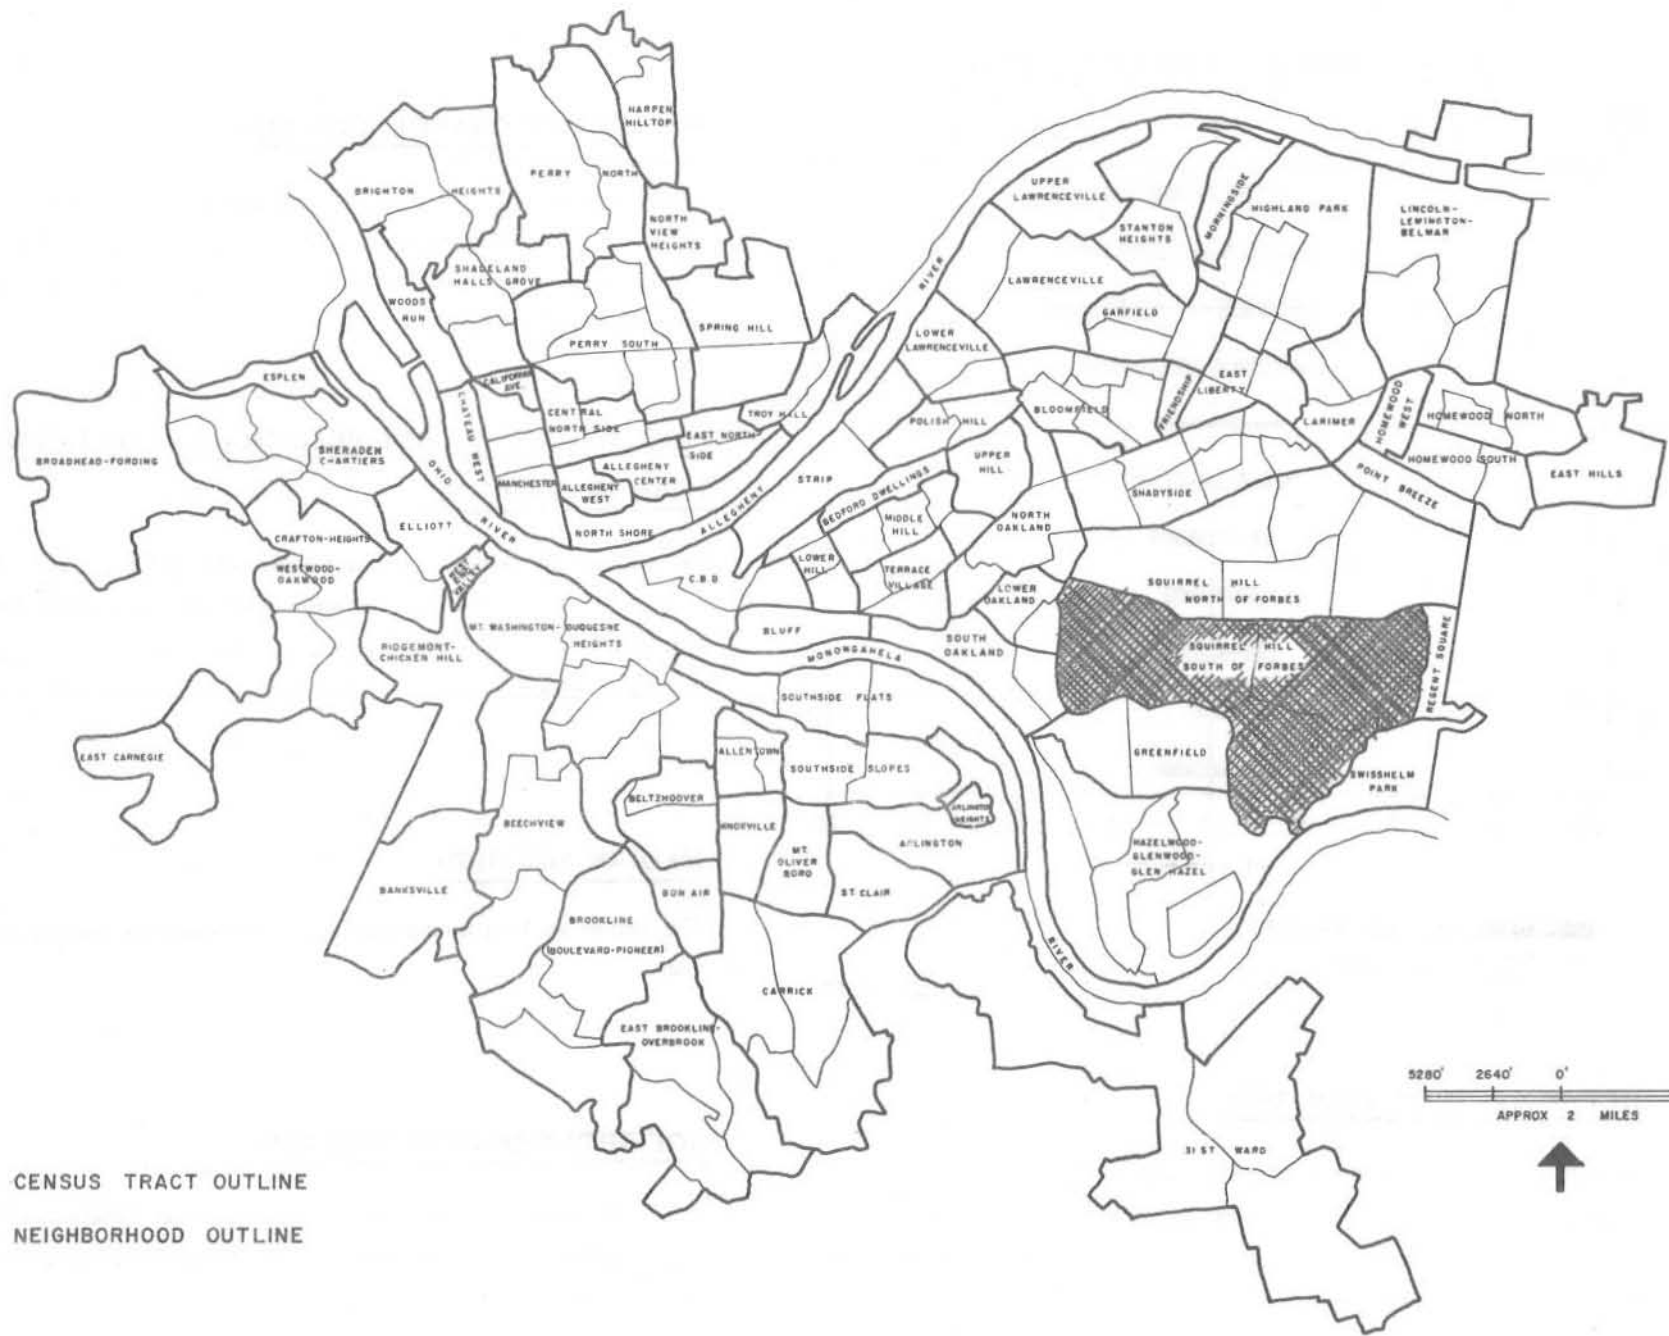 HARPEN
HILLTOP
PERRY NORTH
BRIGHTON HEIGHTS
NORTH
VIEW
HEIGHTS
SHADELAND
HALLS GROVE
WOODS
RUN
SPRING HILL
PERRY SOUTH
CALIFORNIA
AVE.
CHATEAU WEST
CENTRAL
NORTH SIDE
TROY HILL
EAST NORTH
SIDE
ALLEGHENY
CENTER
MANCHESTER
ALLEGHENY
WEST
NORTH SHORE
ESPLEN
SHERADEN
CHARTIERS
BROADHEAD-FORDING
OHIO RIVER
ALLEGHENY RIVER
ELLIOTT
CRAFTON-HEIGHTS
WESTWOOD-
OAKWOOD
WEST
END
VALLEY
RIDGEMONT-
CHICKEN HILL
MT. WASHINGTON-DUQUESNE
HEIGHTS
EAST CARNEGIE
UPPER
LAWRENCEVILLE
STANTON
HEIGHTS
MORNINGSIDE
HIGHLAND PARK
LINCOLN-
LEMINGTON-
BELMAR
LAWRENCEVILLE
GARFIELD
LOWER
LAWRENCEVILLE
EAST
LIBERTY
FRIENDSHIP
BLOOMFIELD
POLISH HILL
LARIMER
HOMEWOOD
WEST
HOMEWOOD NORTH
HOMEWOOD SOUTH
EAST HILLS
POINT BREEZE
SHADYSIDE
STRIP
UPPER
HILL
BEDFORD DWELLINGS
MIDDLE
HILL
NORTH
OAKLAND
LOWER
HILL
TERRACE
VILLAGE
C.B.D
LOWER
OAKLAND
BLUFF
SOUTH
OAKLAND
SQUIRREL HILL
NORTH OF FORBES
SQUIRREL HILL
SOUTH OF FORBES
REGENT SQUARE
MONONGAHELA
RIVER
SOUTHSIDE FLATS
GREENFIELD
SWISSHELM
PARK
ALLENTOWN
SOUTHSIDE SLOPES
BELTZHOOVER
ARLINGTON
HEIGHTS
BEECHVIEW
KNOXVILLE
ARLINGTON
HAZELWOOD-
GLENWOOD-
GLEN HAZEL
MT.
OLIVER
BORO
BANKSVILLE
BON AIR
ST. CLAIR
BROOKLINE
(BOULEVARD-PIONEER)
CARRICK
EAST BROOKLINE-
OVERBROOK
31 ST WARD
5280' 2640' 0'
APPROX 2 MILES
CENSUS TRACT OUTLINE
NEIGHBORHOOD OUTLINE